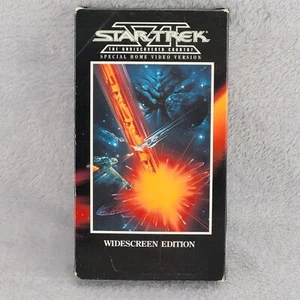 STAR TREK
VI
THE UNDISCOVERED COUNTRY
SPECIAL HOME VIDEO VERSION
WIDESCREEN EDITION